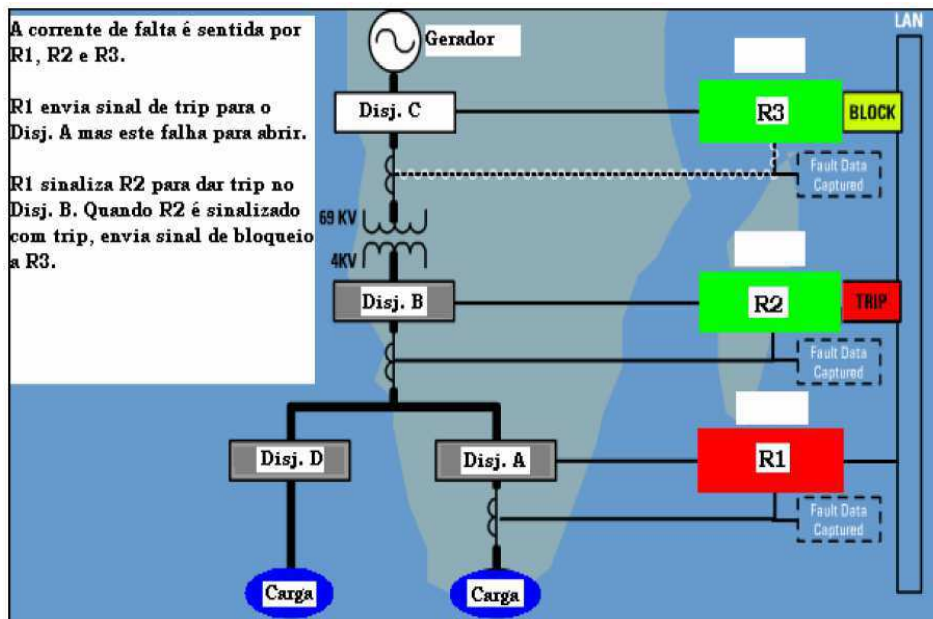 A corrente de falta é sentida por
R1, R2 e R3.
R1 envia sinal de trip para o
Disj. A mas este falha para abrir.
R1 sinaliza R2 para dar trip no
Disj. B. Quando R2 é sinalizado
com trip, envia sinal de bloqueio
a R3.
Gerador
LAN
Disj. C
R3
BLOCK
Fault Data
Captured
69 KV
4KV
Disj. B
R2
TRIP
Fault Data
Captured
Disj. D
Disj. A
R1
Fault Data
Captured
Carga
Carga